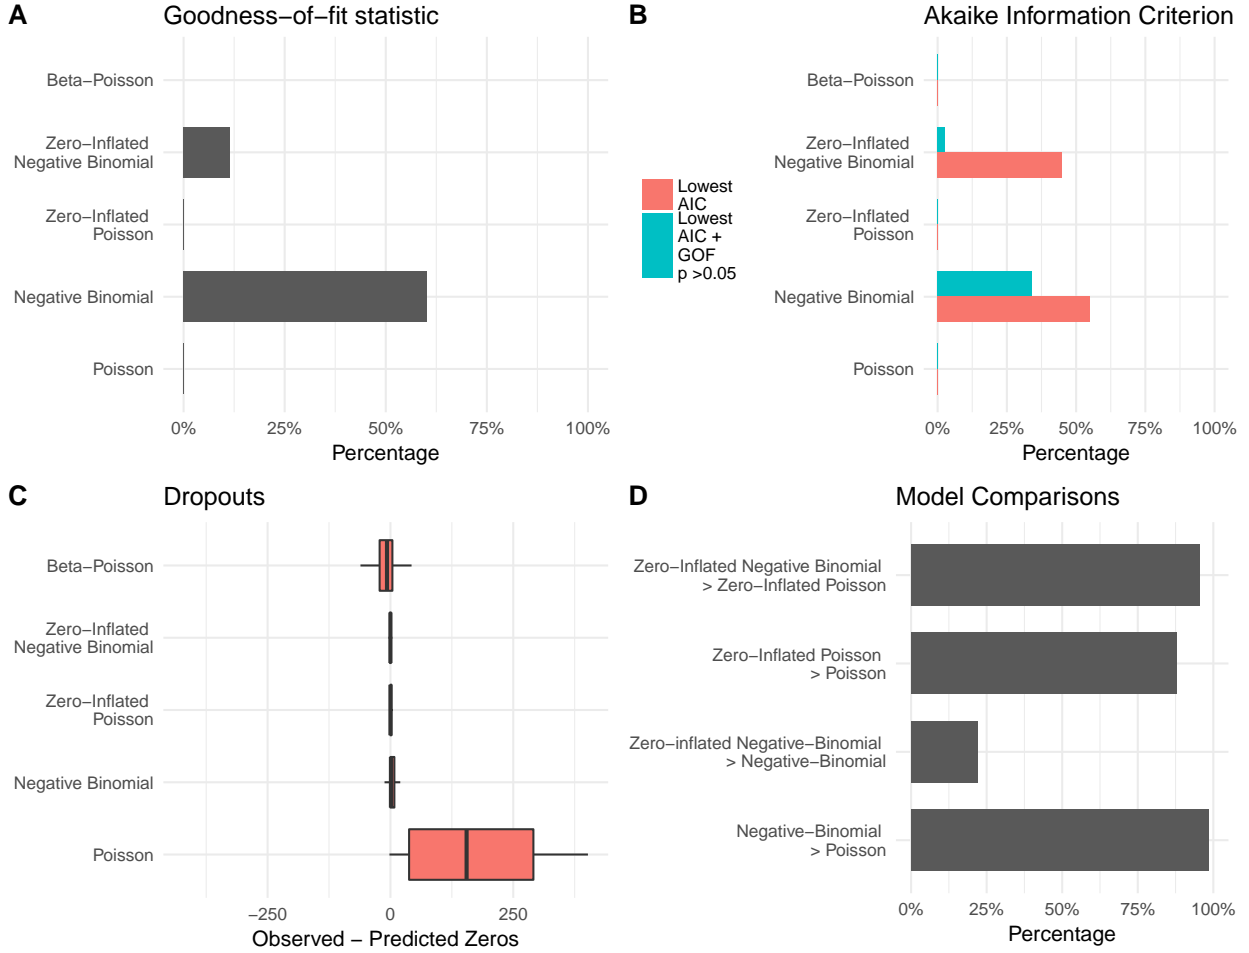 A
Goodness−of−fit statistic
Beta−Poisson
Zero−Inflated
Negative Binomial
Zero−Inflated
Poisson
Negative Binomial
Poisson
0%
25%
50%
75%
100%
Percentage
B
Akaike Information Criterion
Lowest
AIC
Lowest
AIC +
GOF
p >0.05
Beta−Poisson
Zero−Inflated
Negative Binomial
Zero−Inflated
Poisson
Negative Binomial
Poisson
0%
25%
50%
75%
100%
Percentage
C
Dropouts
Beta−Poisson
Zero−Inflated
Negative Binomial
Zero−Inflated
Poisson
Negative Binomial
Poisson
−250
0
250
Observed − Predicted Zeros
D
Model Comparisons
Zero−Inflated Negative Binomial
> Zero−Inflated Poisson
Zero−Inflated Poisson
> Poisson
Zero−inflated Negative−Binomial
> Negative−Binomial
Negative−Binomial
> Poisson
0%
25%
50%
75%
100%
Percentage